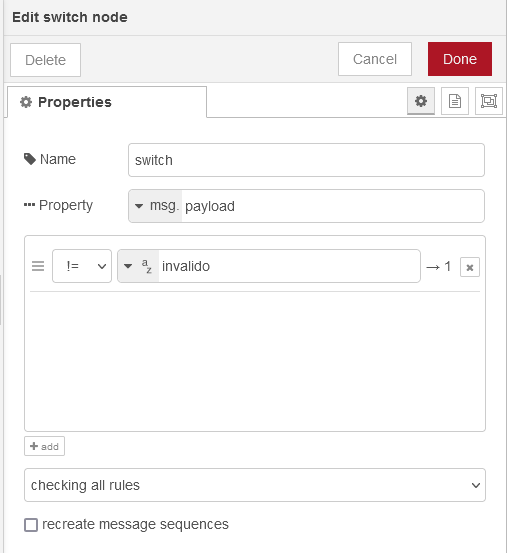 Edit switch node
Delete Cancel Done
Properties
Name switch
Property msg. payload
!= az invalido → 1 ×
+ add
checking all rules
recreate message sequences